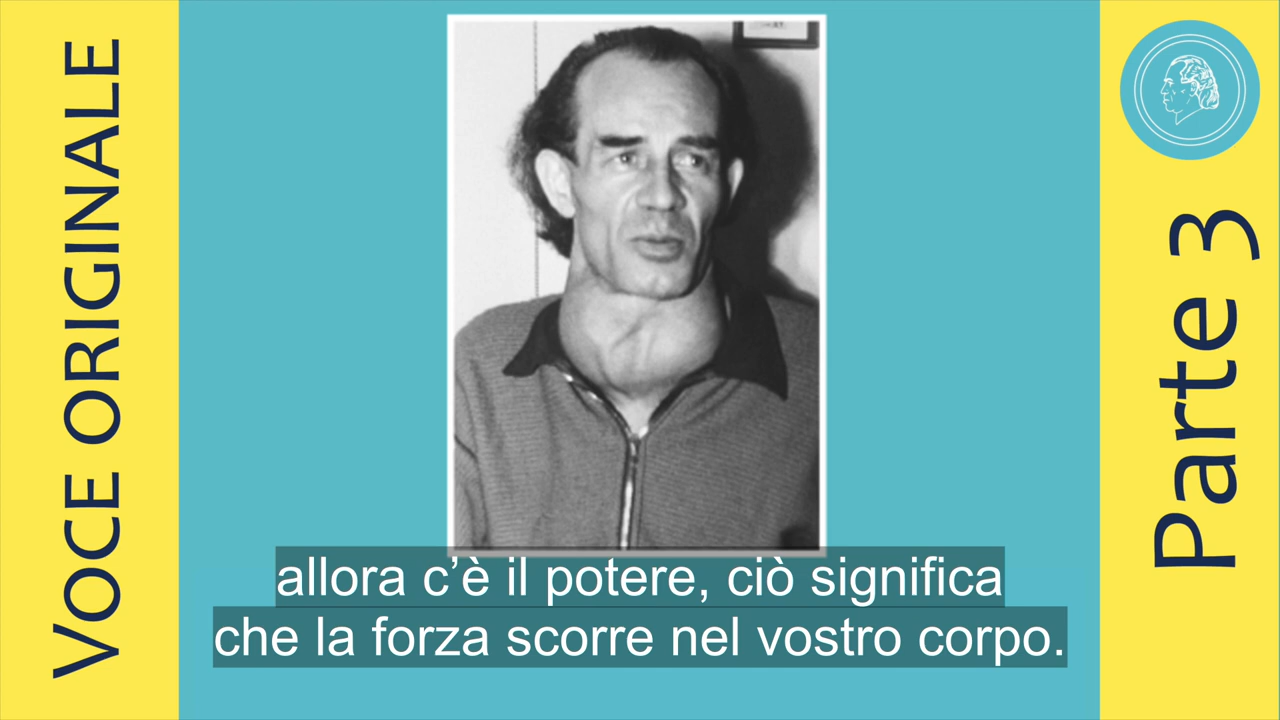 VOCE ORIGINALE
Parte 3
allora c’è il potere, ciò significa
che la forza scorre nel vostro corpo.